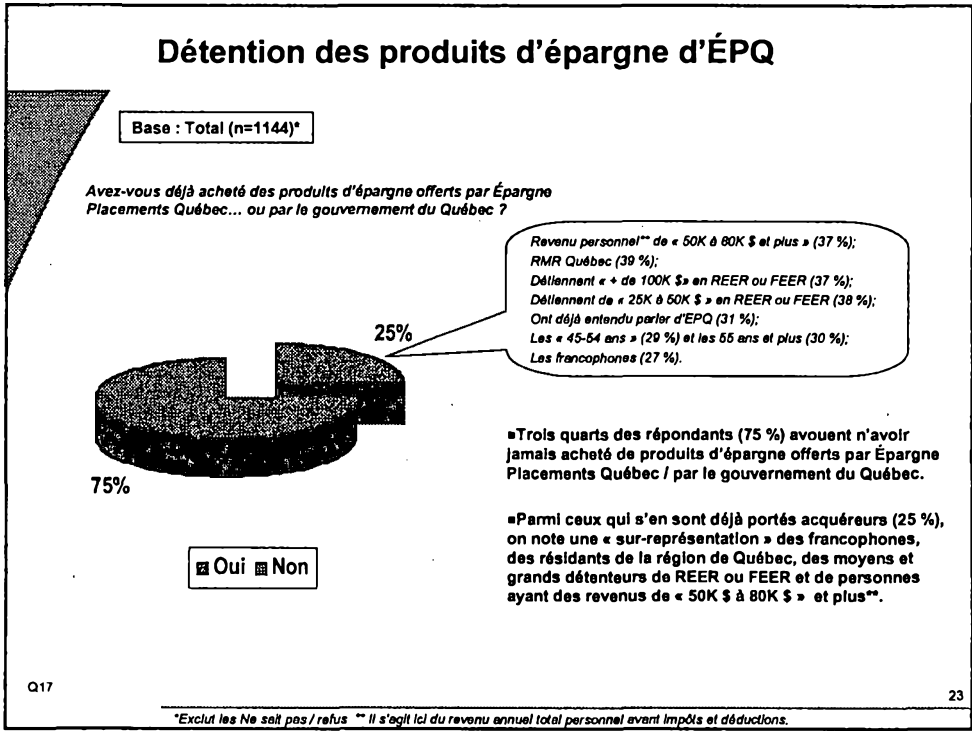 Détention des produits d'épargne d'ÉPQ
Base : Total (n=1144)*
Avez-vous déjà acheté des produits d'épargne offerts par Épargne
Placements Québec... ou par le gouvernement du Québec ?
Revenu personnel** de « 50K à 80K $ et plus » (37 %);
RMR Québec (39 %);
Détiennent « + de 100K $» en REER ou FEER (37 %);
Détiennent de « 25K à 50K $ » en REER ou FEER (38 %);
Ont déjà entendu parler d'EPQ (31 %);
Les « 45-54 ans » (29 %) et les 55 ans et plus (30 %);
Les francophones (27 %).
25%
75%
Oui Non
▪Trois quarts des répondants (75 %) avouent n'avoir
jamais acheté de produits d'épargne offerts par Épargne
Placements Québec / par le gouvernement du Québec.
▪Parmi ceux qui s'en sont déjà portés acquéreurs (25 %),
on note une « sur-représentation » des francophones,
des résidants de la région de Québec, des moyens et
grands détenteurs de REER ou FEER et de personnes
ayant des revenus de « 50K $ à 80K $ » et plus**.
Q17
23
*Exclut les Ne sait pas / refus ** Il s'agit ici du revenu annuel total personnel avant impôts et déductions.